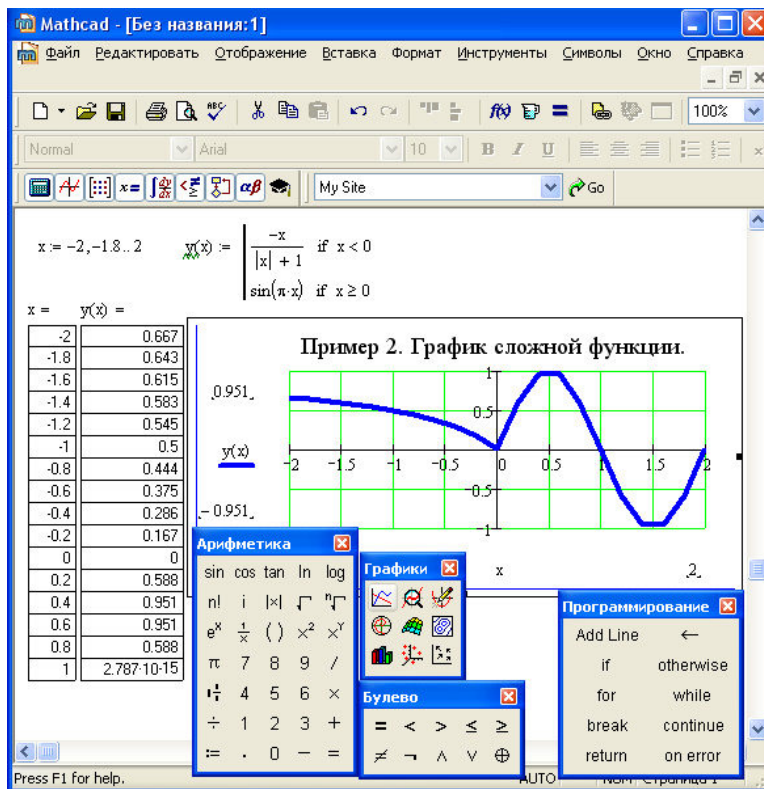 Mathcad - [Без названия:1]
Файл Редактировать Отображение Вставка Формат Инструменты Символы Окно Справка
ABC f(x) 100%
Normal Arial 10 B I U
x= αβ My Site Go
x := -2,-1.8.. 2
y(x) := -x / |x| + 1 if x < 0
sin(π·x) if x ≥ 0
x = y(x) =
-2 0.667
-1.8 0.643
-1.6 0.615
-1.4 0.583
-1.2 0.545
-1 0.5
-0.8 0.444
-0.6 0.375
-0.4 0.286
-0.2 0.167
0 0
0.2 0.588
0.4 0.951
0.6 0.951
0.8 0.588
1 2.787·10-15
Пример 2. График сложной функции.
1
0.951
0.5
y(x)
-2 -1.5 -1 -0.5 0 0.5 1 1.5 2
-0.5
-0.951
-1
x 2
Арифметика
sin cos tan ln log
n! i |×| √ ⁿ√
eˣ 1/x ( ) ×² ×ʸ
π 7 8 9 /
4 5 6 ×
÷ 1 2 3 +
:= . 0 − =
Графики
Булево
= < > ≤ ≥
≠ ¬ ∧ ∨ ⊕
Программирование
Add Line ←
if otherwise
for while
break continue
return on error
Press F1 for help. AUTO NUM Страница 1